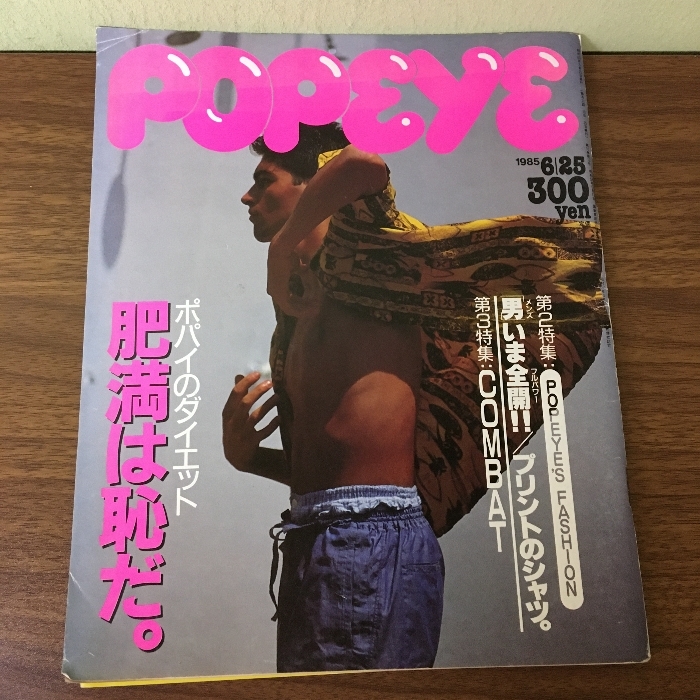 POPEYE
1985 6|25
300
yen
第2特集:POPEYE'S FASHION
メンズ
フルパワー
男いま全開!!/プリントのシャツ。
第3特集:COMBAT
ポパイのダイエット
肥満は恥だ。